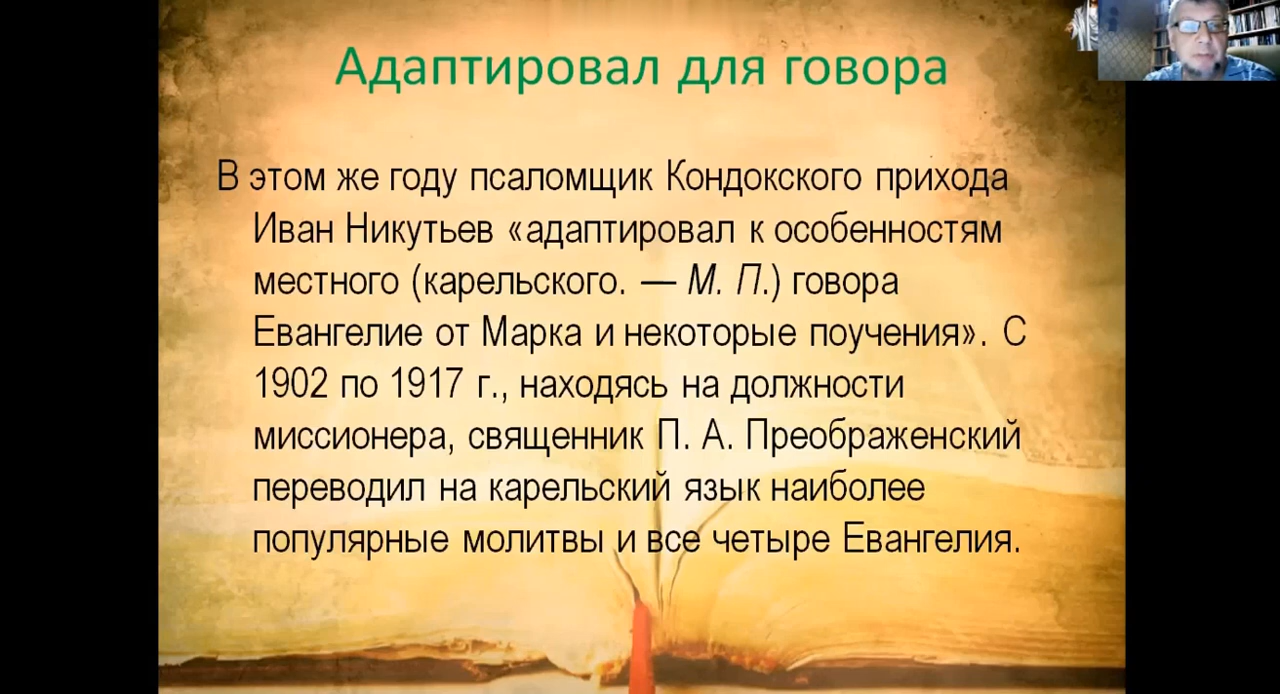 Адаптировал для говора
В этом же году псаломщик Кондокского прихода
Иван Никутьев «адаптировал к особенностям
местного (карельского. — М. П.) говора
Евангелие от Марка и некоторые поучения». С
1902 по 1917 г., находясь на должности
миссионера, священник П. А. Преображенский
переводил на карельский язык наиболее
популярные молитвы и все четыре Евангелия.